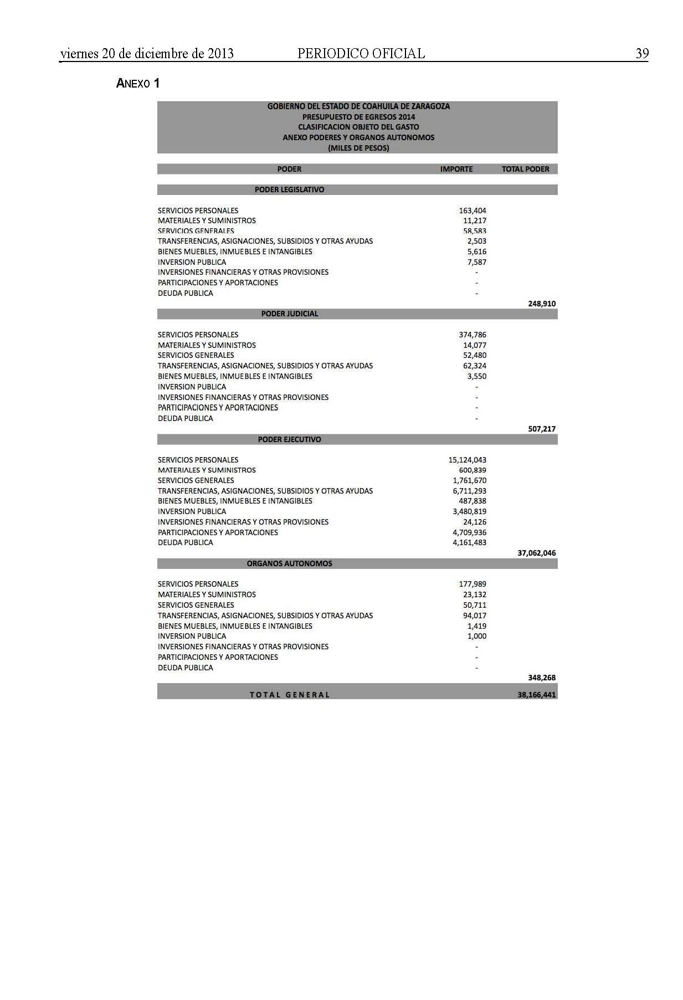 viernes 20 de diciembre de 2013 PERIODICO OFICIAL 39
ANEXO 1
GOBIERNO DEL ESTADO DE COAHUILA DE ZARAGOZA
PRESUPUESTO DE EGRESOS 2014
CLASIFICACION OBJETO DEL GASTO
ANEXO PODERES Y ORGANOS AUTONOMOS
(MILES DE PESOS)
PODER IMPORTE TOTAL PODER
PODER LEGISLATIVO
SERVICIOS PERSONALES 163,404
MATERIALES Y SUMINISTROS 11,217
SERVICIOS GENERALES 58,583
TRANSFERENCIAS, ASIGNACIONES, SUBSIDIOS Y OTRAS AYUDAS 2,503
BIENES MUEBLES, INMUEBLES E INTANGIBLES 5,616
INVERSION PUBLICA 7,587
INVERSIONES FINANCIERAS Y OTRAS PROVISIONES -
PARTICIPACIONES Y APORTACIONES -
DEUDA PUBLICA -
248,910
PODER JUDICIAL
SERVICIOS PERSONALES 374,786
MATERIALES Y SUMINISTROS 14,077
SERVICIOS GENERALES 52,480
TRANSFERENCIAS, ASIGNACIONES, SUBSIDIOS Y OTRAS AYUDAS 62,324
BIENES MUEBLES, INMUEBLES E INTANGIBLES 3,550
INVERSION PUBLICA -
INVERSIONES FINANCIERAS Y OTRAS PROVISIONES -
PARTICIPACIONES Y APORTACIONES -
DEUDA PUBLICA -
507,217
PODER EJECUTIVO
SERVICIOS PERSONALES 15,124,043
MATERIALES Y SUMINISTROS 600,839
SERVICIOS GENERALES 1,761,670
TRANSFERENCIAS, ASIGNACIONES, SUBSIDIOS Y OTRAS AYUDAS 6,711,293
BIENES MUEBLES, INMUEBLES E INTANGIBLES 487,838
INVERSION PUBLICA 3,480,819
INVERSIONES FINANCIERAS Y OTRAS PROVISIONES 24,126
PARTICIPACIONES Y APORTACIONES 4,709,936
DEUDA PUBLICA 4,161,483
37,062,046
ORGANOS AUTONOMOS
SERVICIOS PERSONALES 177,989
MATERIALES Y SUMINISTROS 23,132
SERVICIOS GENERALES 50,711
TRANSFERENCIAS, ASIGNACIONES, SUBSIDIOS Y OTRAS AYUDAS 94,017
BIENES MUEBLES, INMUEBLES E INTANGIBLES 1,419
INVERSION PUBLICA 1,000
INVERSIONES FINANCIERAS Y OTRAS PROVISIONES -
PARTICIPACIONES Y APORTACIONES -
DEUDA PUBLICA -
348,268
TOTAL GENERAL 38,166,441